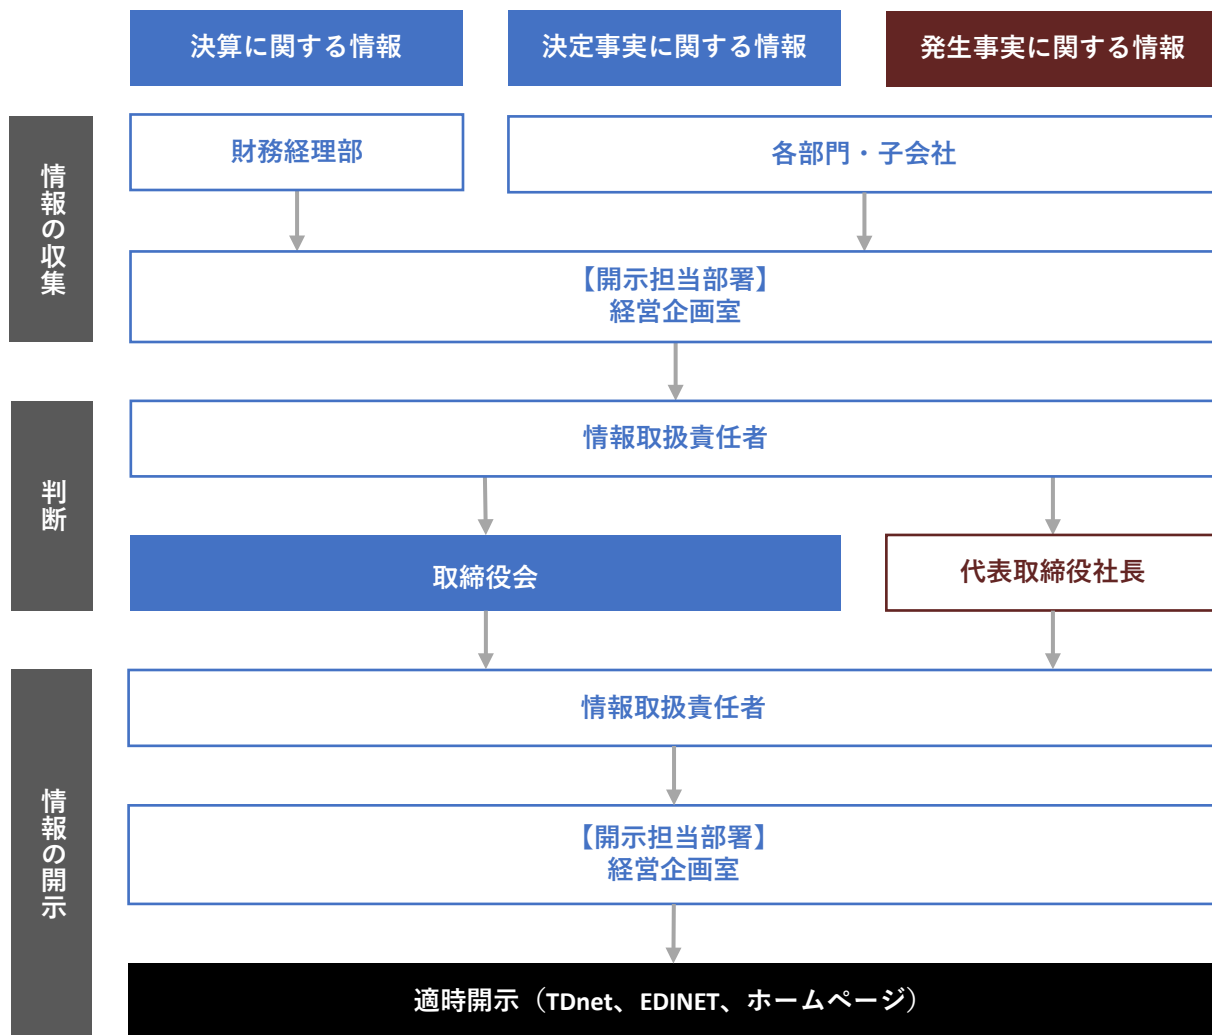 決算に関する情報
決定事実に関する情報
発生事実に関する情報
情報の収集
財務経理部
各部門・子会社
【開示担当部署】
経営企画室
判断
情報取扱責任者
取締役会
代表取締役社長
情報の開示
情報取扱責任者
【開示担当部署】
経営企画室
適時開示（TDnet、EDINET、ホームページ）